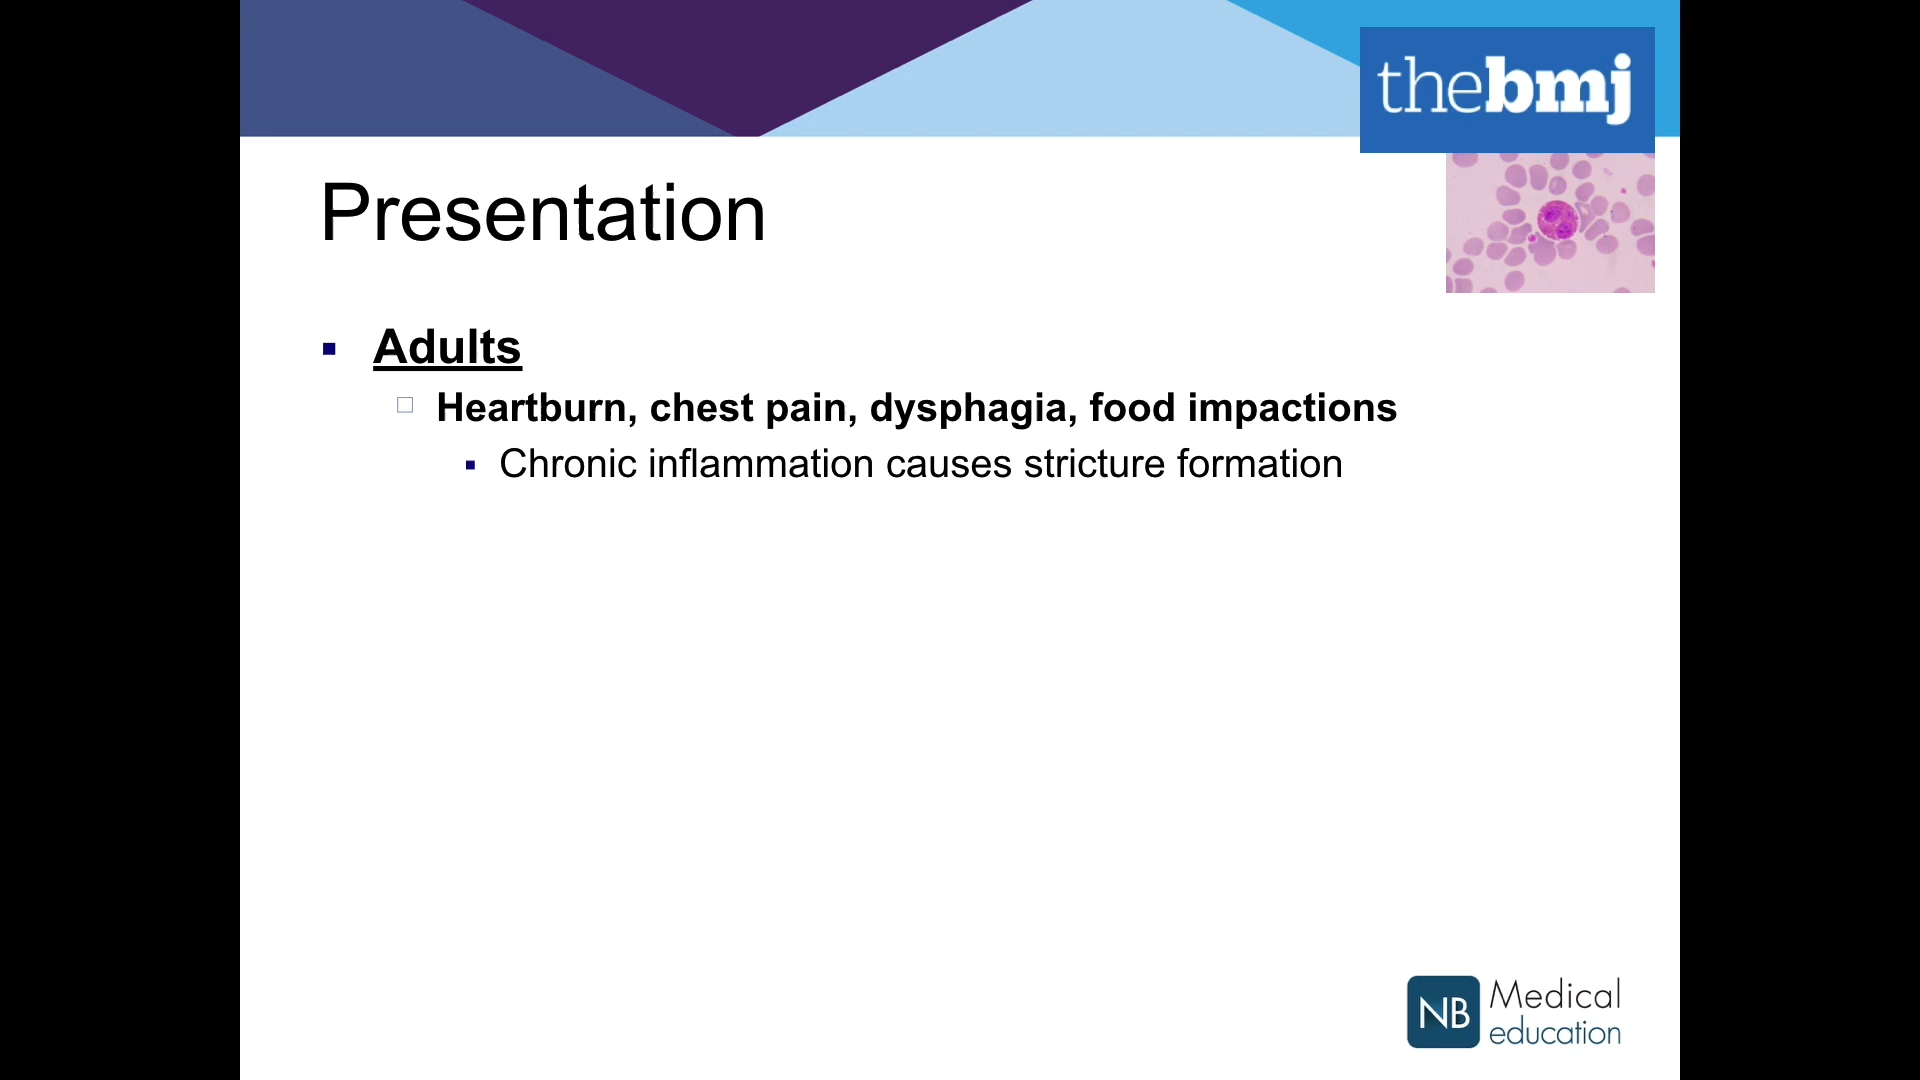 thebmj
Presentation
Adults
Heartburn, chest pain, dysphagia, food impactions
Chronic inflammation causes stricture formation
NB Medical
education